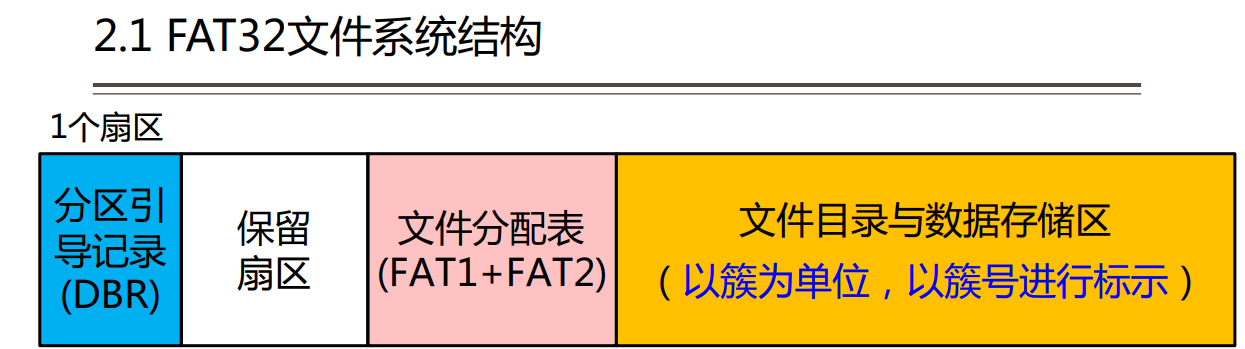 2.1 FAT32文件系统结构
1个扇区
分区引
导记录
(DBR)
保留
扇区
文件分配表
(FAT1+FAT2)
文件目录与数据存储区
（以簇为单位，以簇号进行标示）